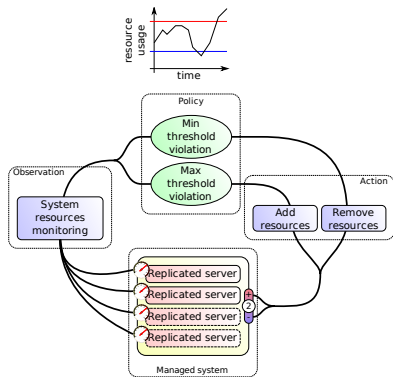 resource
usage
time
Policy
Min
threshold
violation
Max
threshold
violation
Observation
System
resources
monitoring
Action
Add
resources
Remove
resources
Replicated server
Replicated server
Replicated server
Replicated server
+
2
-
Managed system